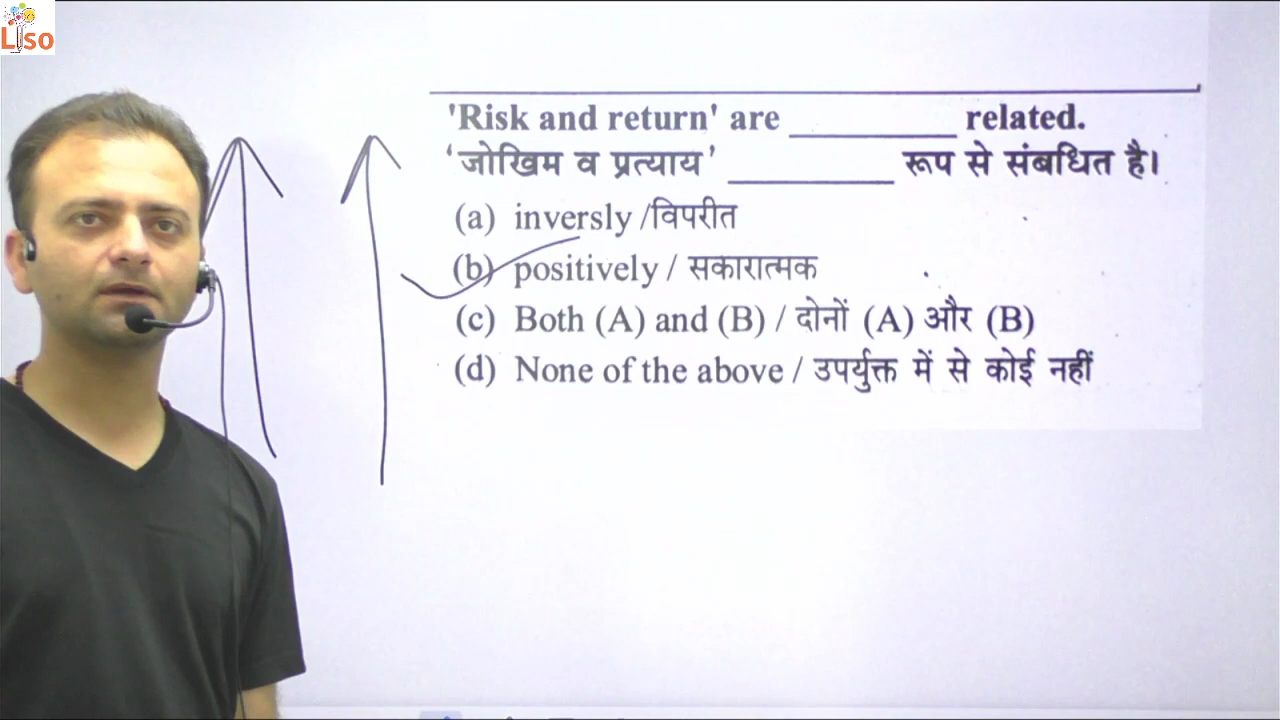 Liso
'Risk and return' are __________ related.
‘जोखिम व प्रत्याय’ __________ रूप से संबधित है।
(a) inversly /विपरीत
(b) positively / सकारात्मक
(c) Both (A) and (B) / दोनों (A) और (B)
(d) None of the above / उपर्युक्त में से कोई नहीं